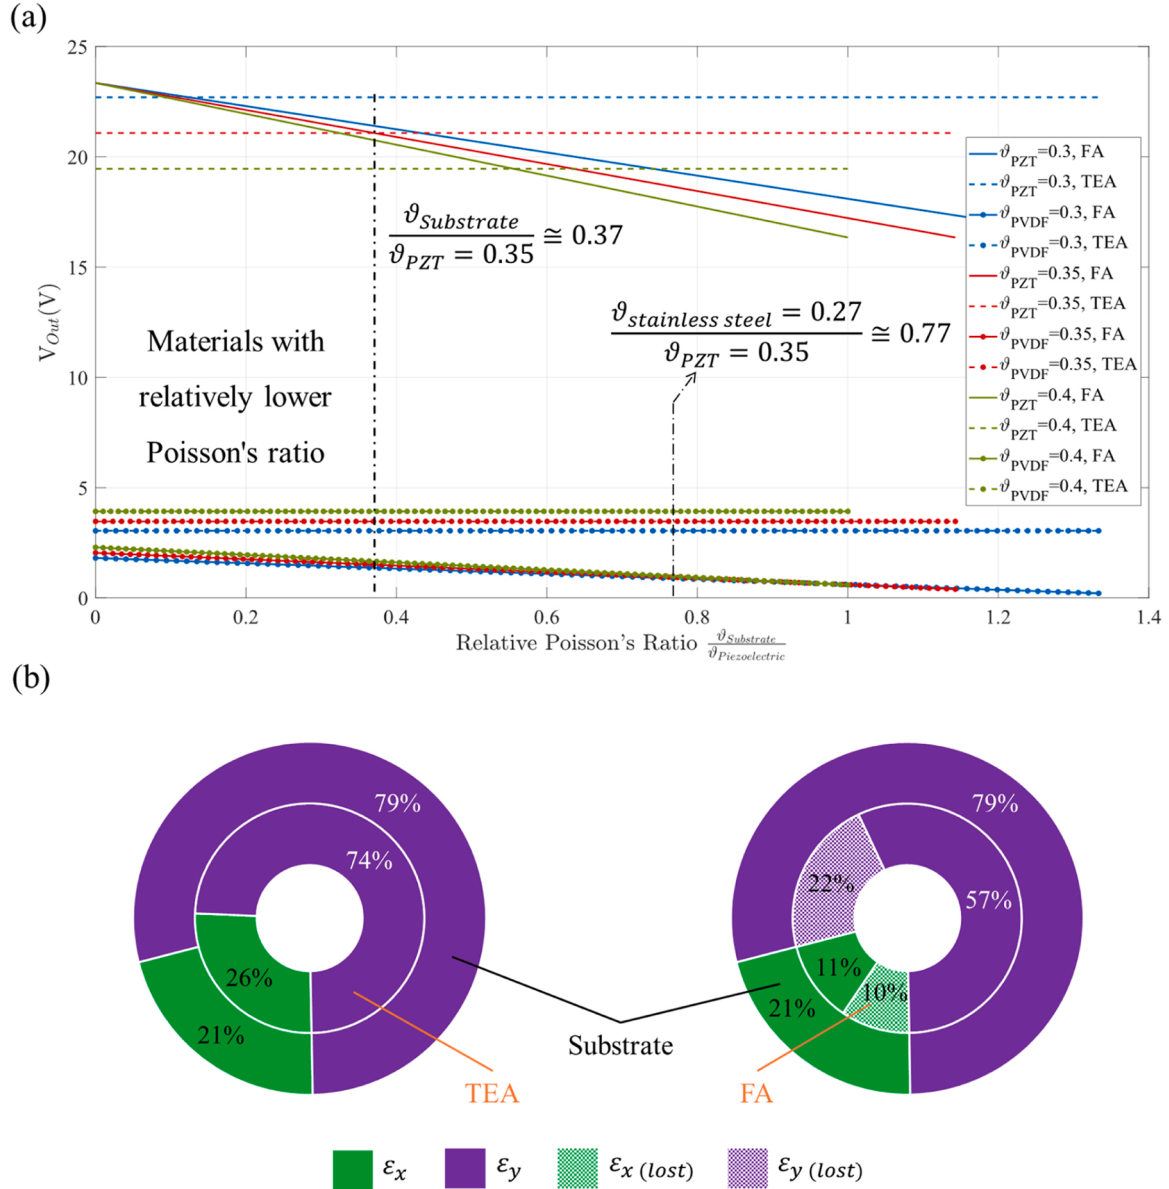 (a)
25
20
15
10
5
0
V_Out(V)
0 0.2 0.4 0.6 0.8 1 1.2 1.4
Relative Poisson's Ratio ϑ_Substrate / ϑ_Piezoelectric
ϑ_Substrate / ϑ_PZT = 0.35 ≅ 0.37
ϑ_stainless steel = 0.27 / ϑ_PZT = 0.35 ≅ 0.77
Materials with
relatively lower
Poisson's ratio
ϑ_PZT=0.3, FA
ϑ_PZT=0.3, TEA
ϑ_PVDF=0.3, FA
ϑ_PVDF=0.3, TEA
ϑ_PZT=0.35, FA
ϑ_PZT=0.35, TEA
ϑ_PVDF=0.35, FA
ϑ_PVDF=0.35, TEA
ϑ_PZT=0.4, FA
ϑ_PZT=0.4, TEA
ϑ_PVDF=0.4, FA
ϑ_PVDF=0.4, TEA
(b)
79%
74%
26%
21%
TEA
Substrate
79%
57%
22%
11%
10%
21%
FA
ε_x
ε_y
ε_x (lost)
ε_y (lost)